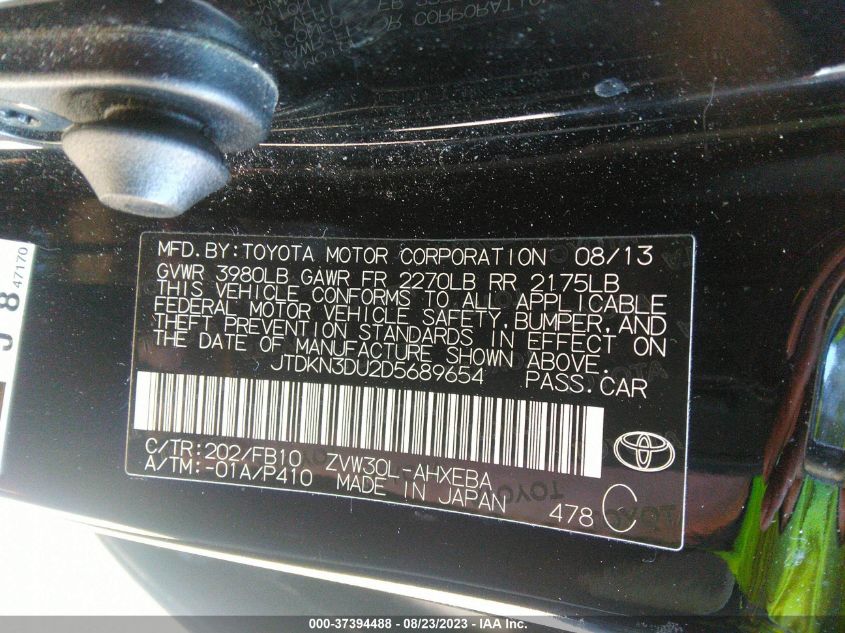 MFD. BY: TOYOTA MOTOR CORPORATION 08/13
GVWR 3980LB GAWR FR 2270LB RR 2175LB
THIS VEHICLE CONFORMS TO ALL APPLICABLE
FEDERAL MOTOR VEHICLE SAFETY, BUMPER, AND
THEFT PREVENTION STANDARDS IN EFFECT ON
THE DATE OF MANUFACTURE SHOWN ABOVE.
JTDKN3DU2D5689654 PASS. CAR
C/TR: 202/FB10 ZVW30L-AHXEBA
A/TM: -01A/P410 MADE IN JAPAN
478 C
J 8
47170
000-37394488 - 08/23/2023 - IAA Inc.